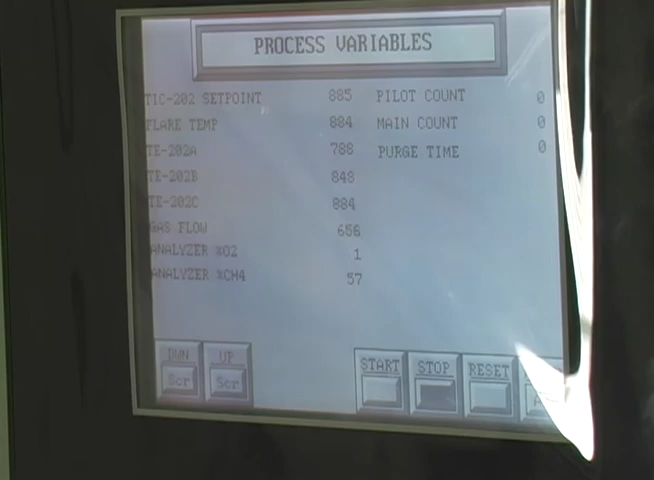 PROCESS VARIABLES
TIC-202 SETPOINT 885 PILOT COUNT 0
FLARE TEMP 884 MAIN COUNT 0
TE-202A 788 PURGE TIME 0
TE-202B 848
TE-202C 884
GAS FLOW 656
ANALYZER %O2 1
ANALYZER %CH4 57
DWN UP START STOP RESET
Scr Scr